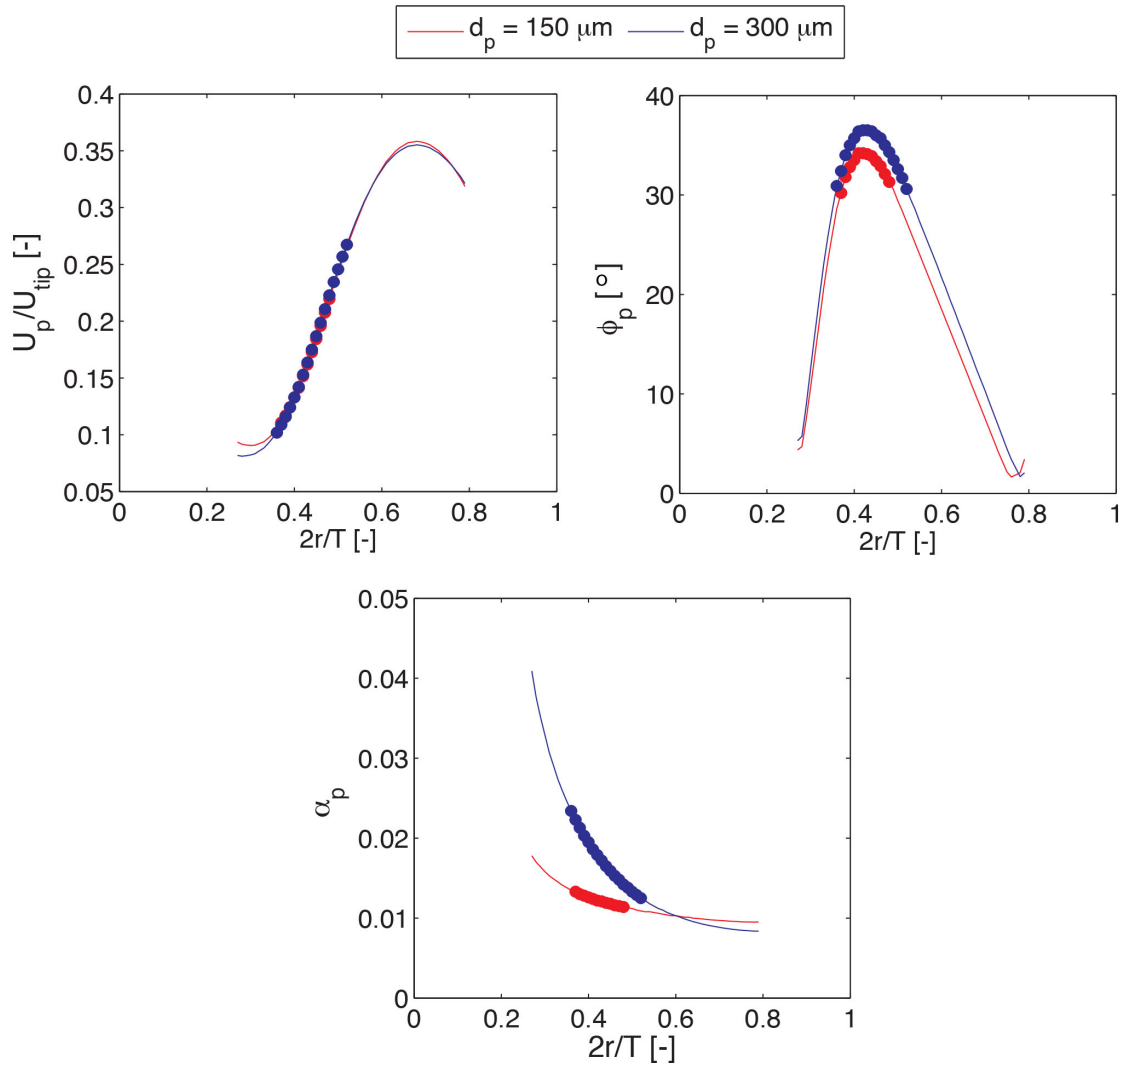 d_p = 150 μm d_p = 300 μm
0.4
0.35
0.3
0.25
0.2
0.15
0.1
0.05
U_p/U_tip [-]
0 0.2 0.4 0.6 0.8 1
2r/T [-]
40
30
20
10
0
ϕ_p [°]
0 0.2 0.4 0.6 0.8 1
2r/T [-]
0.05
0.04
0.03
0.02
0.01
0
α_p
0 0.2 0.4 0.6 0.8 1
2r/T [-]